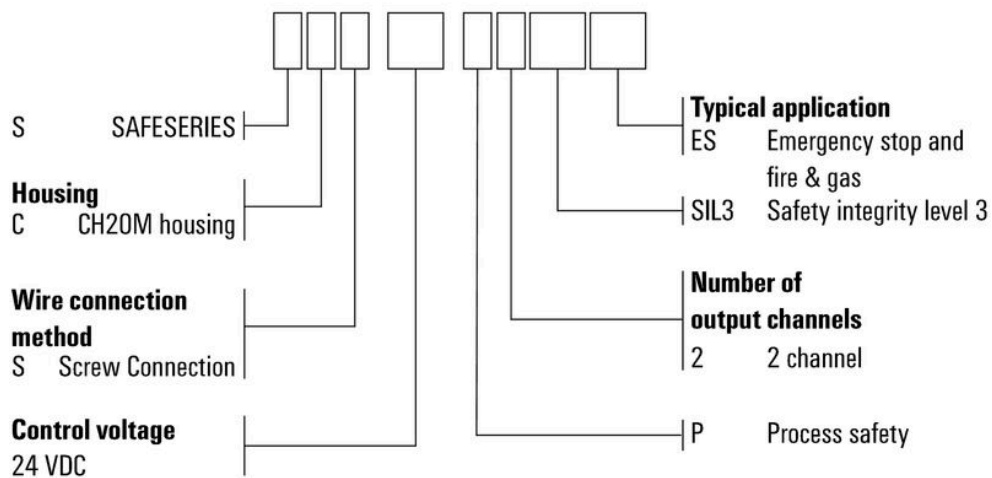 S SAFESERIES
Housing
C CH20M housing
Wire connection
method
S Screw Connection
Control voltage
24 VDC
Typical application
ES Emergency stop and
fire & gas
SIL3 Safety integrity level 3
Number of
output channels
2 2 channel
P Process safety